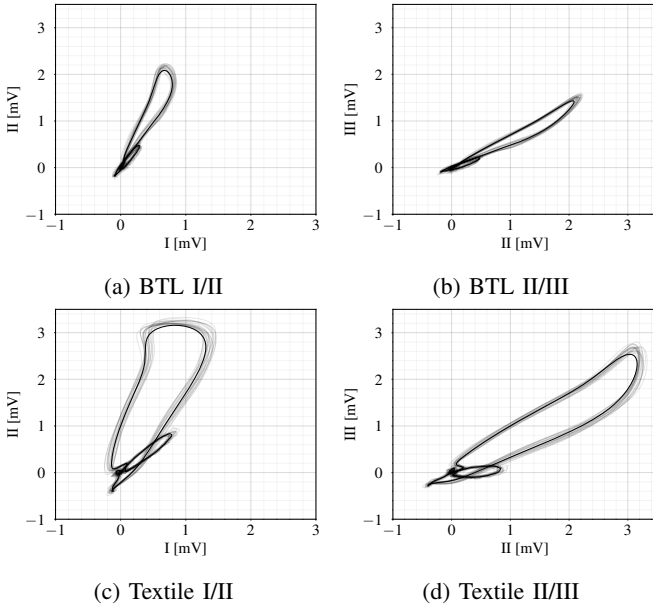 3
2
1
0
−1
II [mV]
−1 0 1 2 3
I [mV]
(a) BTL I/II
3
2
1
0
−1
III [mV]
−1 0 1 2 3
II [mV]
(b) BTL II/III
3
2
1
0
−1
II [mV]
−1 0 1 2 3
I [mV]
(c) Textile I/II
3
2
1
0
−1
III [mV]
−1 0 1 2 3
II [mV]
(d) Textile II/III